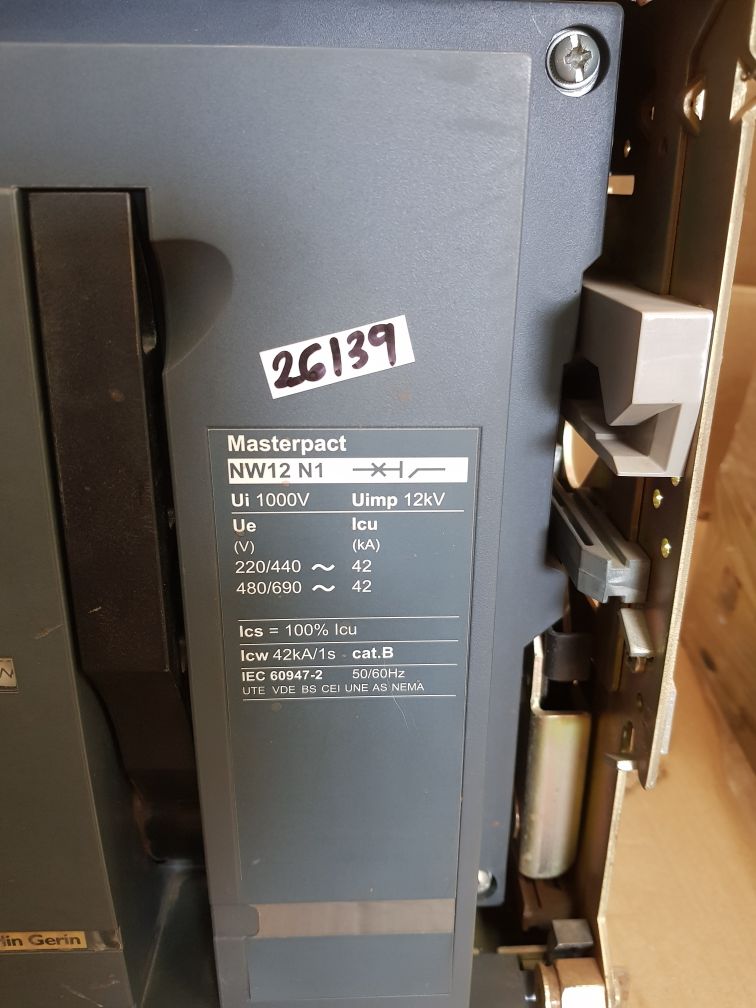 26139
Masterpact
NW12 N1
Ui 1000V Uimp 12kV
Ue Icu
(V) (kA)
220/440 ~ 42
480/690 ~ 42
Ics = 100% Icu
Icw 42kA/1s - cat.B
IEC 60947-2 50/60Hz
UTE VDE BS CEI UNE AS NEMA
Gerin